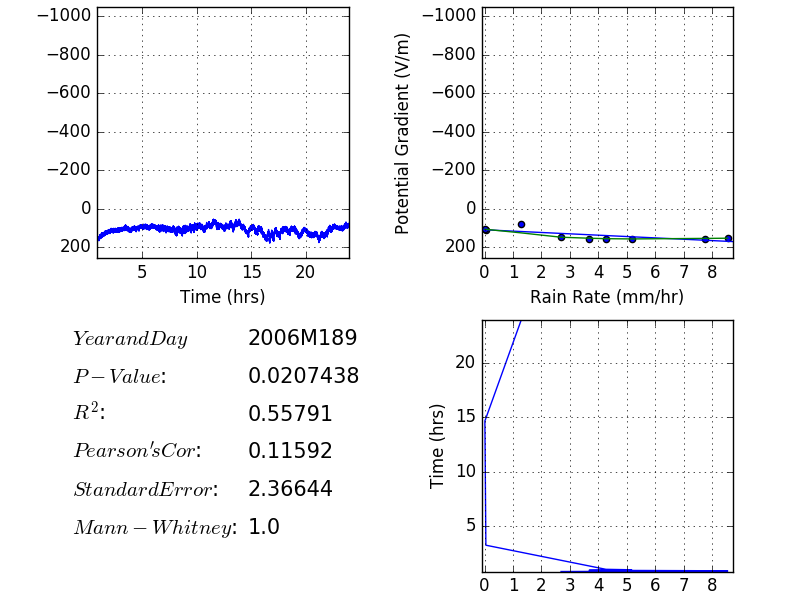 −1000
−800
−600
−400
−200
0
200
5 10 15 20
Time (hrs)
Potential Gradient (V/m)
−1000
−800
−600
−400
−200
0
200
0 1 2 3 4 5 6 7 8
Rain Rate (mm/hr)
YearandDay 2006M189
P−Value: 0.0207438
R²: 0.55791
Pearson'sCor: 0.11592
StandardError: 2.36644
Mann−Whitney: 1.0
Time (hrs)
20
15
10
5
0 1 2 3 4 5 6 7 8